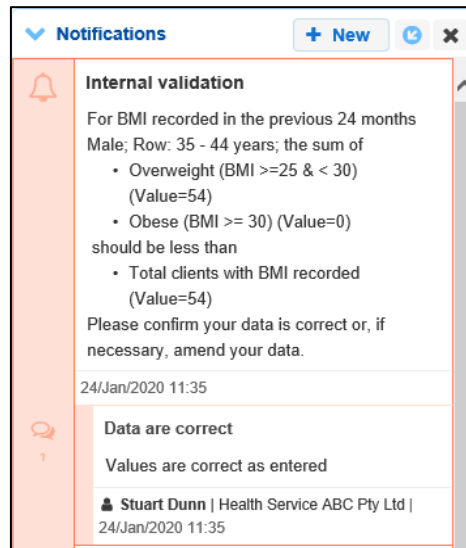 Notifications
+ New
Internal validation
For BMI recorded in the previous 24 months
Male; Row: 35 - 44 years; the sum of
• Overweight (BMI >=25 & < 30)
(Value=54)
• Obese (BMI >= 30) (Value=0)
should be less than
• Total clients with BMI recorded
(Value=54)
Please confirm your data is correct or, if
necessary, amend your data.
24/Jan/2020 11:35
1
Data are correct
Values are correct as entered
Stuart Dunn | Health Service ABC Pty Ltd |
24/Jan/2020 11:35